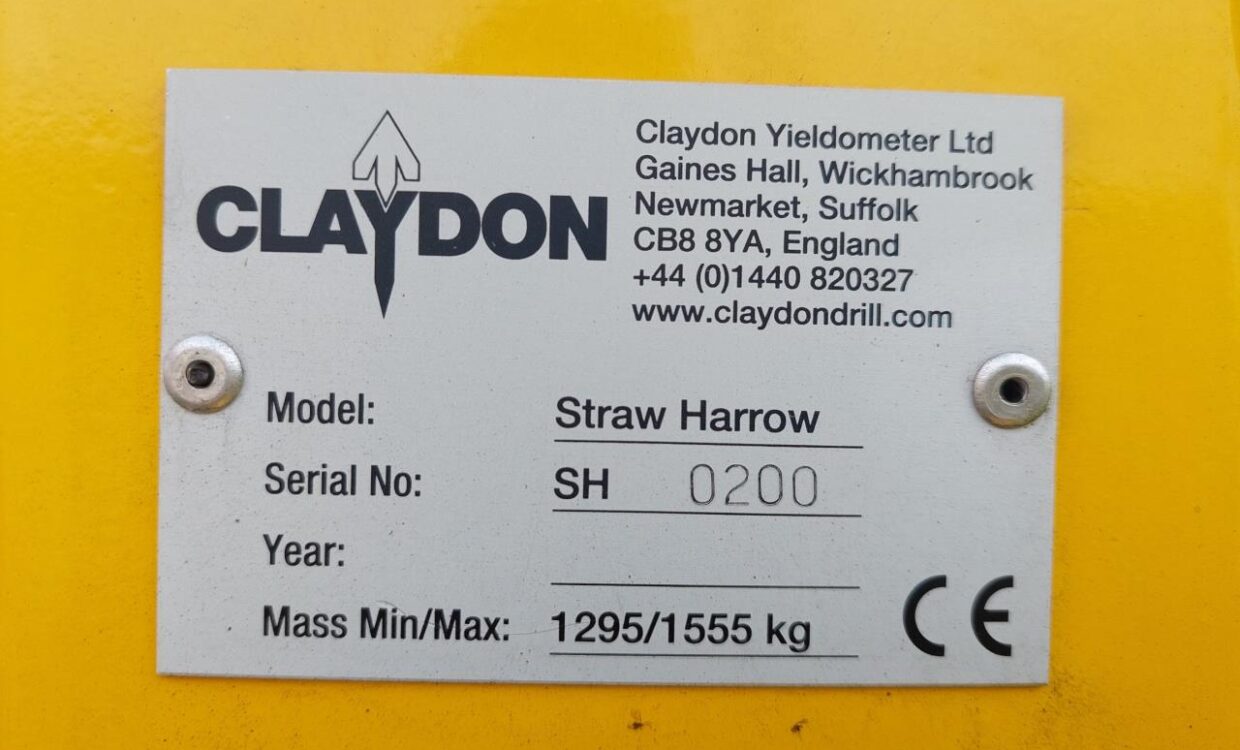 CLAYDON
Claydon Yieldometer Ltd
Gaines Hall, Wickhambrook
Newmarket, Suffolk
CB8 8YA, England
+44 (0)1440 820327
www.claydondrill.com
Model: Straw Harrow
Serial No: SH 0200
Year:
Mass Min/Max: 1295/1555 kg
CE